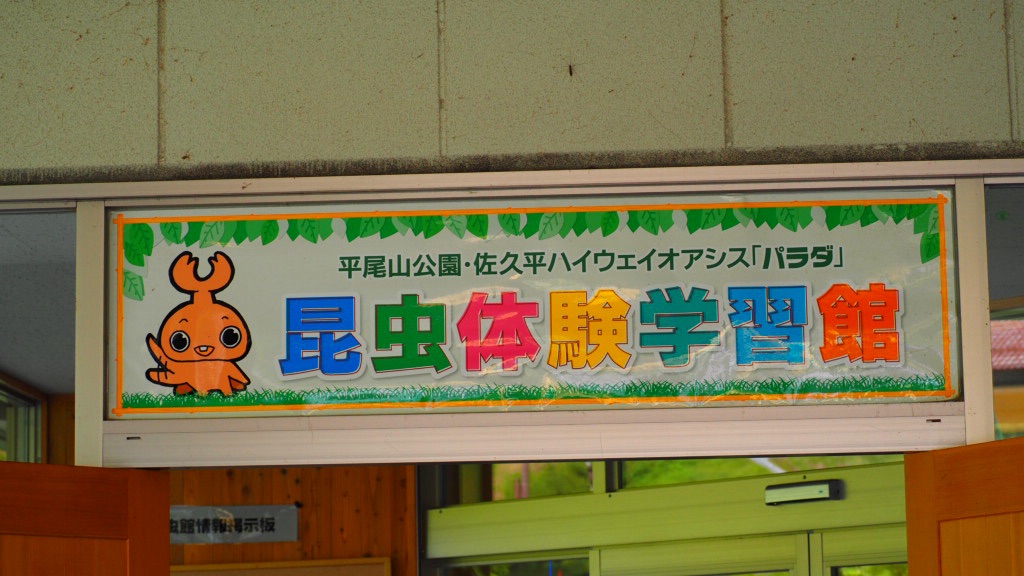 平尾山公園・佐久平ハイウェイオアシス「パラダ」
昆虫体験学習館
虫館情報掲示板